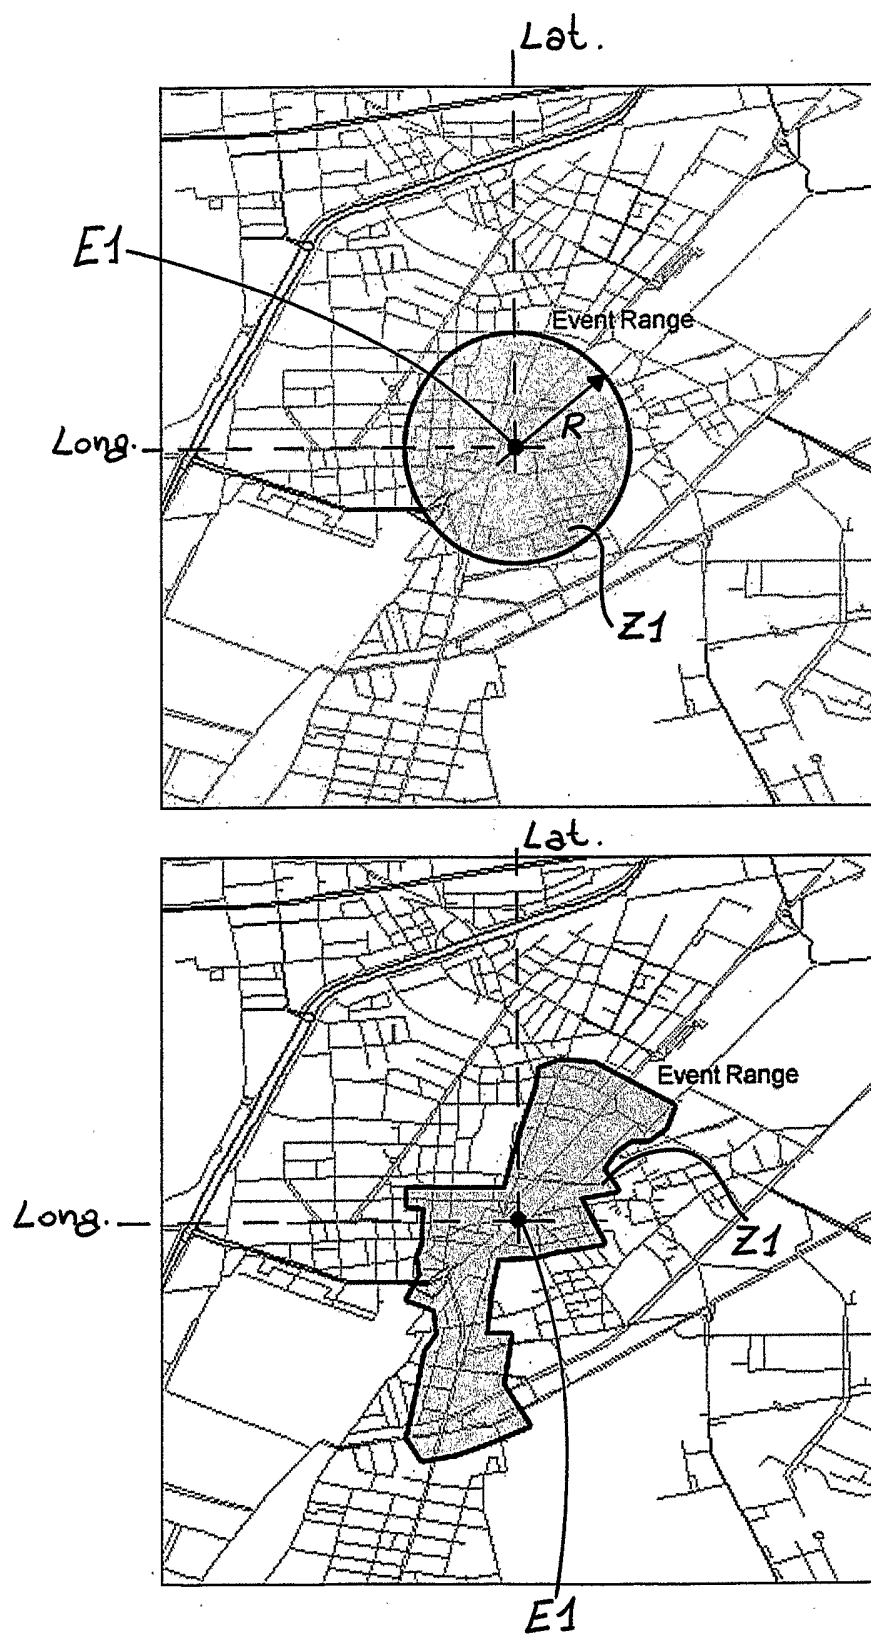 Lat.
E1
Event Range
Long.
R
Z1
Lat.
Event Range
Long.
Z1
E1